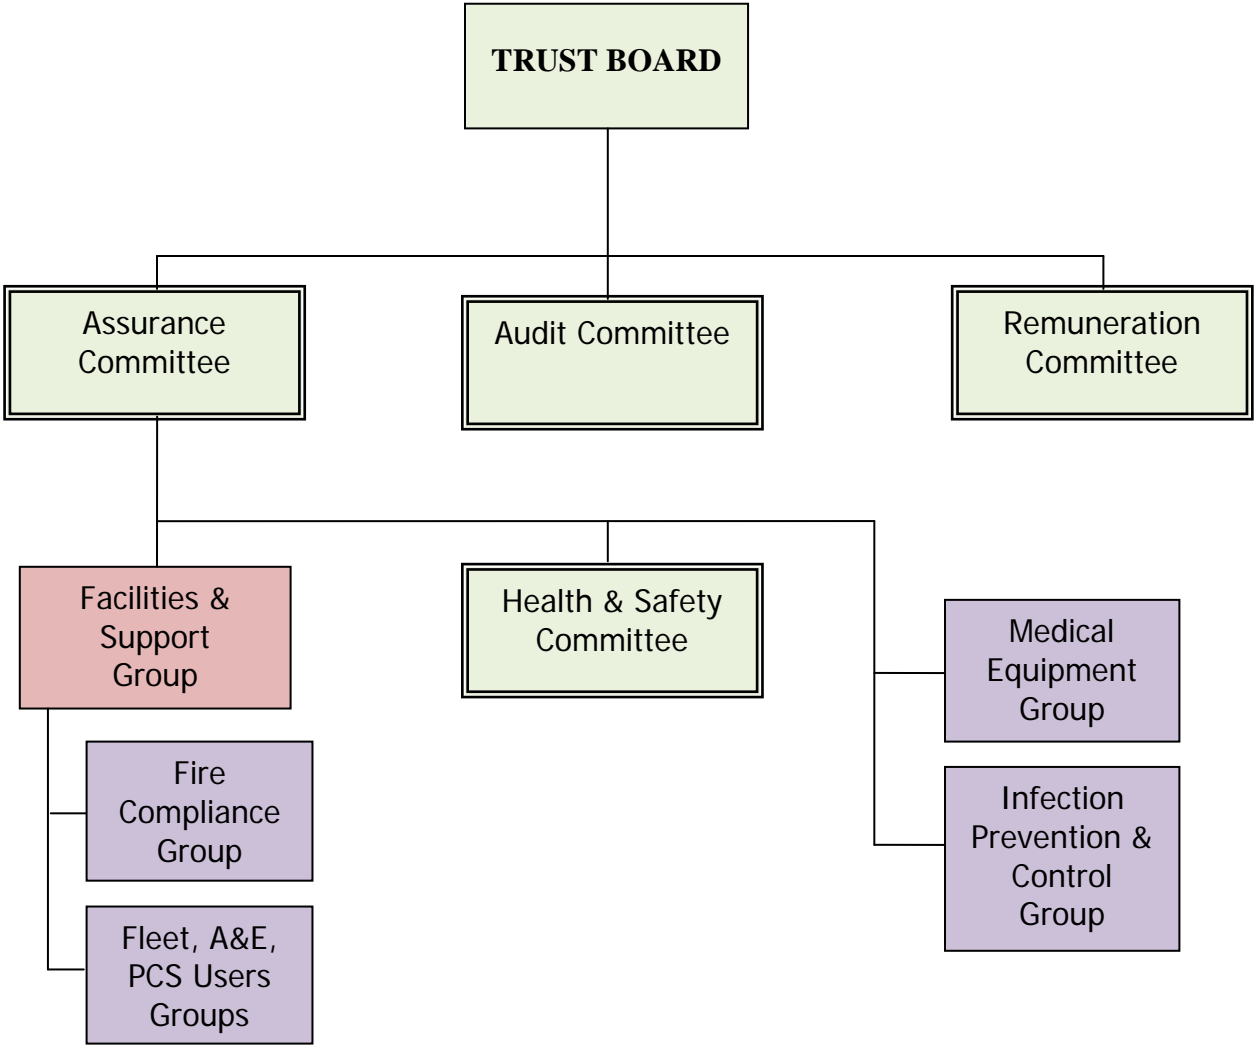 TRUST BOARD
Assurance
Committee
Audit Committee
Remuneration
Committee
Facilities &
Support
Group
Health & Safety
Committee
Medical
Equipment
Group
Fire
Compliance
Group
Infection
Prevention &
Control
Group
Fleet, A&E,
PCS Users
Groups